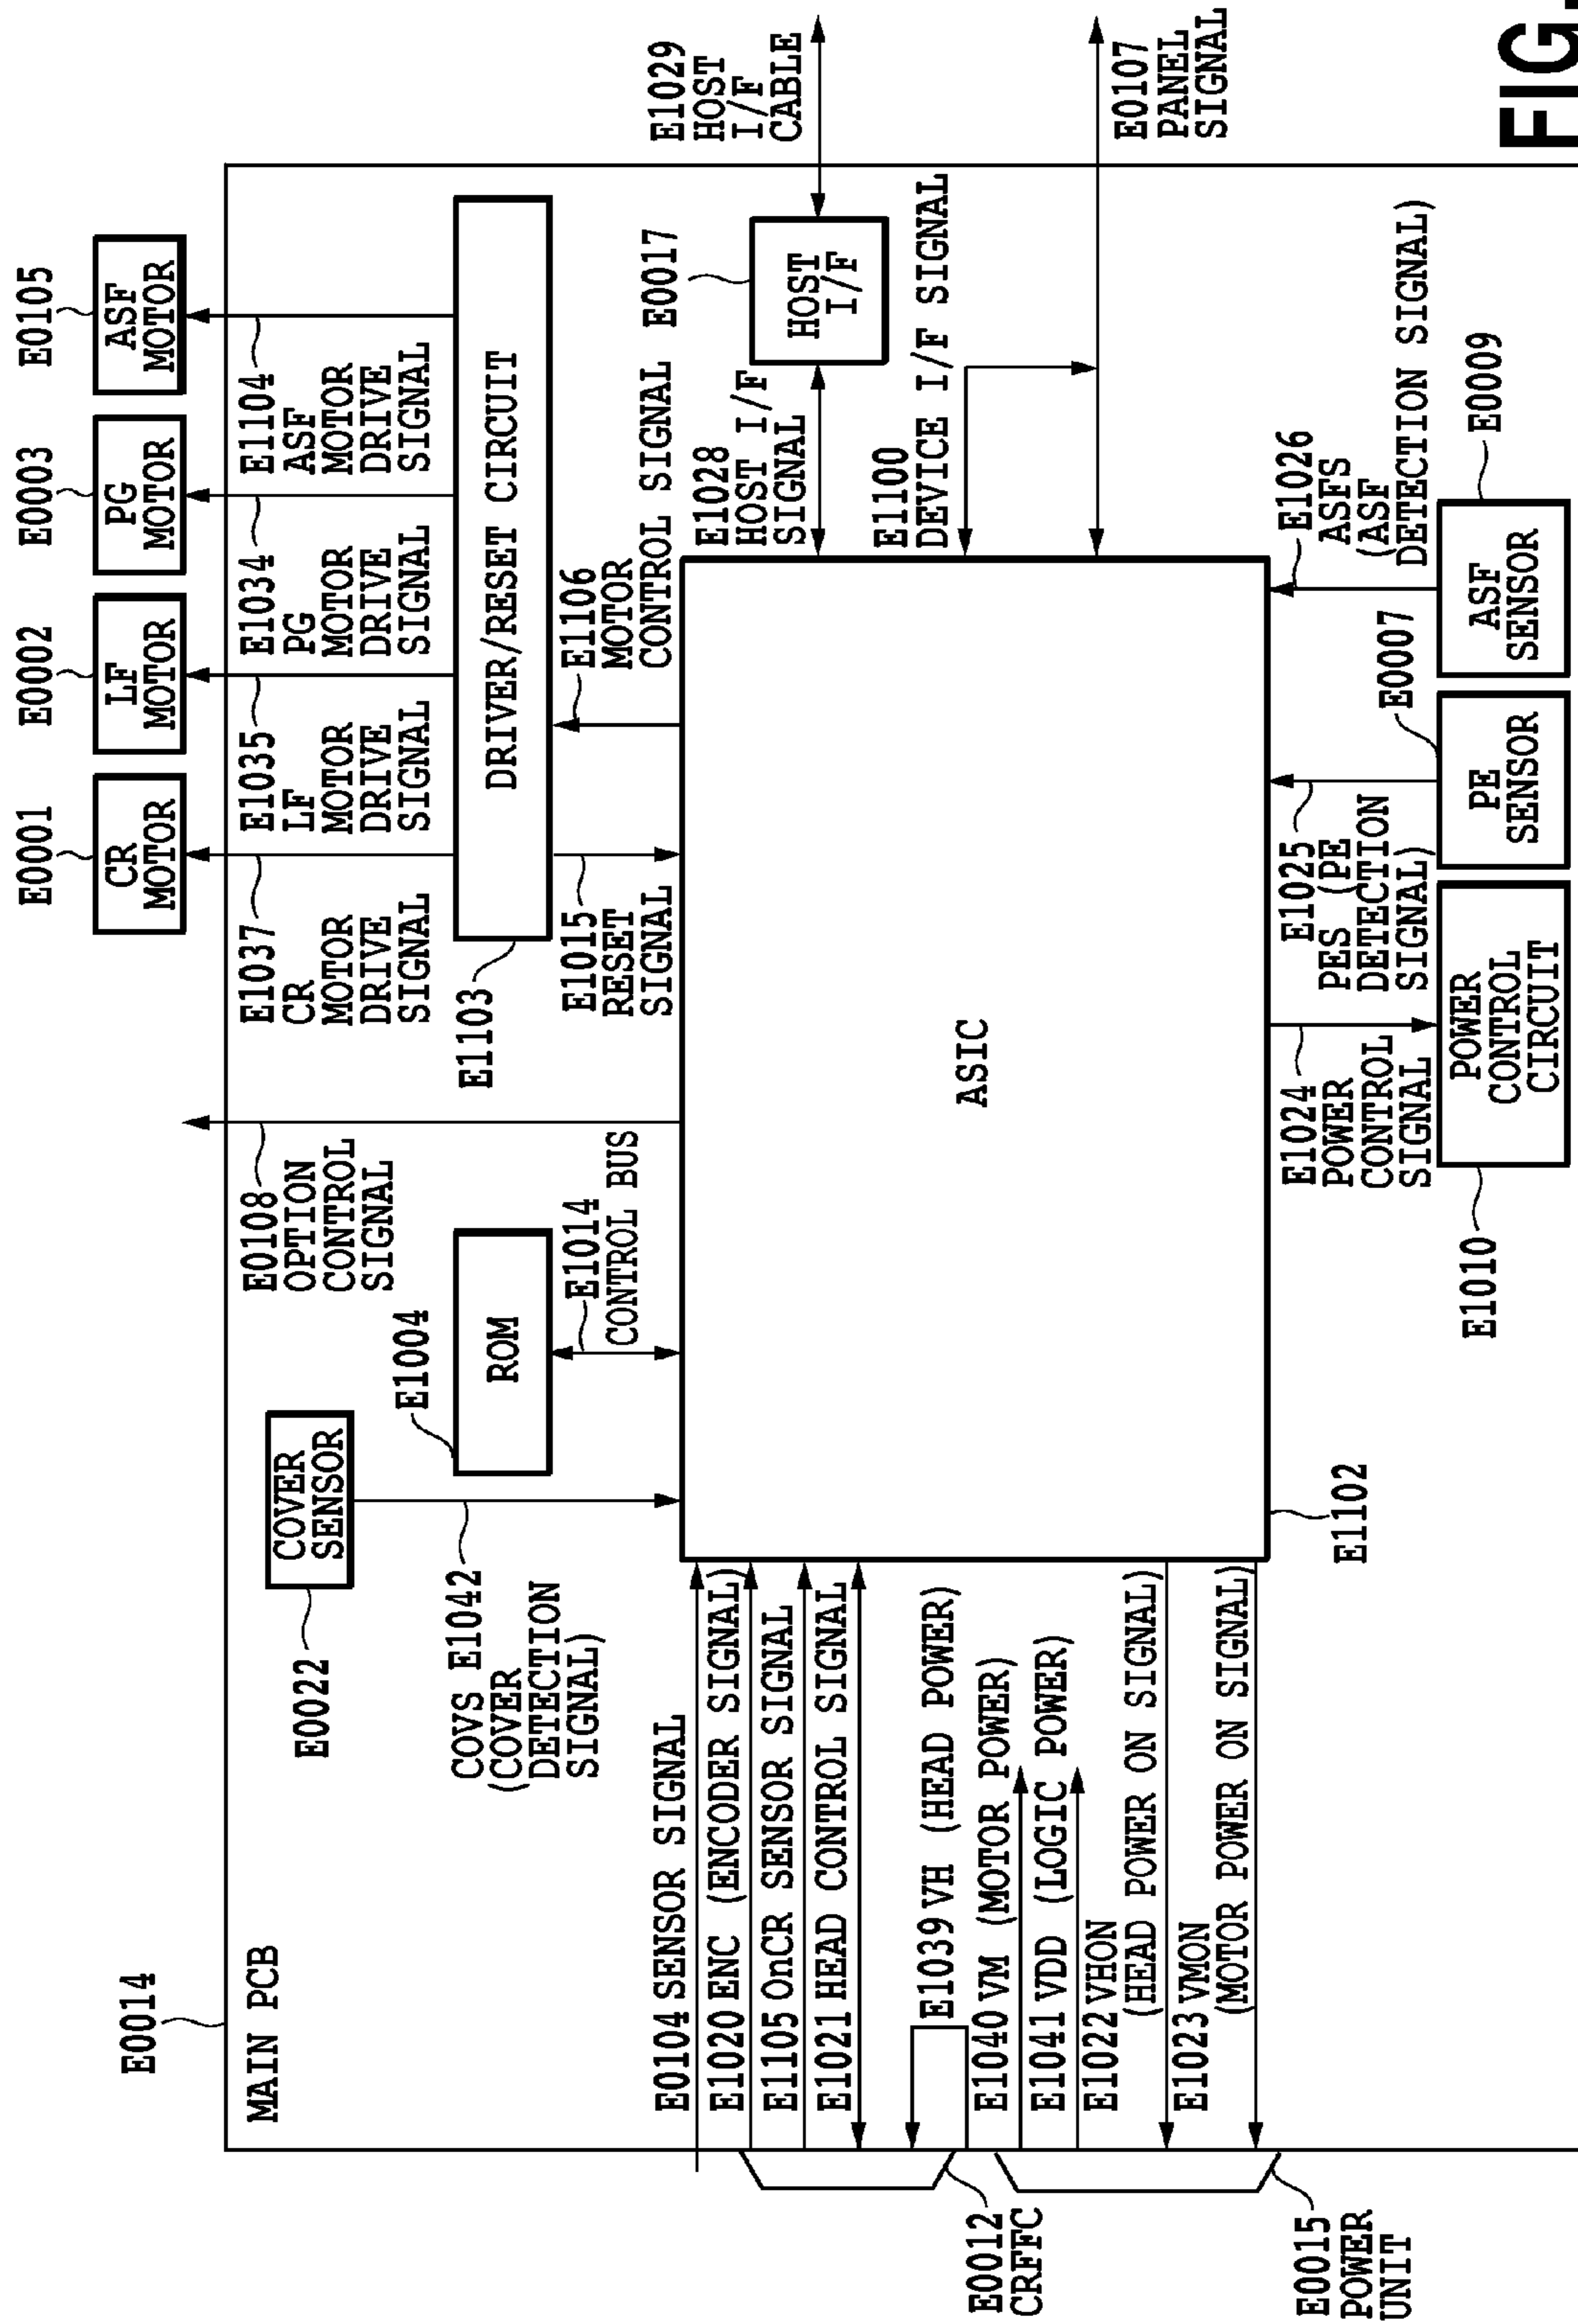 E0014
MAIN PCB
E0022
COVER
SENSOR
COVS E1042
(COVER
DETECTION
SIGNAL)
E1004
ROM
E1014
CONTROL BUS
E0108
OPTION
CONTROL
SIGNAL
E0001
CR
MOTOR
E0002
LF
MOTOR
E0003
PG
MOTOR
E0105
ASF
MOTOR
E1037
CR
MOTOR
DRIVE
SIGNAL
E1035
LF
MOTOR
DRIVE
SIGNAL
E1034
PG
MOTOR
DRIVE
SIGNAL
E1104
ASF
MOTOR
DRIVE
SIGNAL
E1103
DRIVER/RESET CIRCUIT
E1015
RESET
SIGNAL
E1106
MOTOR
CONTROL SIGNAL
E0017
HOST
I/F
E1029
HOST
I/F
CABLE
E1028
HOST I/F
SIGNAL
E1100
DEVICE I/F SIGNAL
E0107
PANEL
SIGNAL
E0104 SENSOR SIGNAL
E1020 ENC (ENCODER SIGNAL)
E1105 OnCR SENSOR SIGNAL
E1021 HEAD CONTROL SIGNAL
E1039 VH (HEAD POWER)
E1040 VM (MOTOR POWER)
E1041 VDD (LOGIC POWER)
E1022 VHON
(HEAD POWER ON SIGNAL)
E1023 VMON
(MOTOR POWER ON SIGNAL)
E0012
CRFFC
E0015
POWER
UNIT
ASIC
E1102
E1024
POWER
CONTROL
SIGNAL
E1010
POWER
CONTROL
CIRCUIT
E1025
PES (PE
DETECTION
SIGNAL)
E0007
PE
SENSOR
E1026
ASFS
(ASF
DETECTION SIGNAL)
E0009
ASF
SENSOR
FIG.